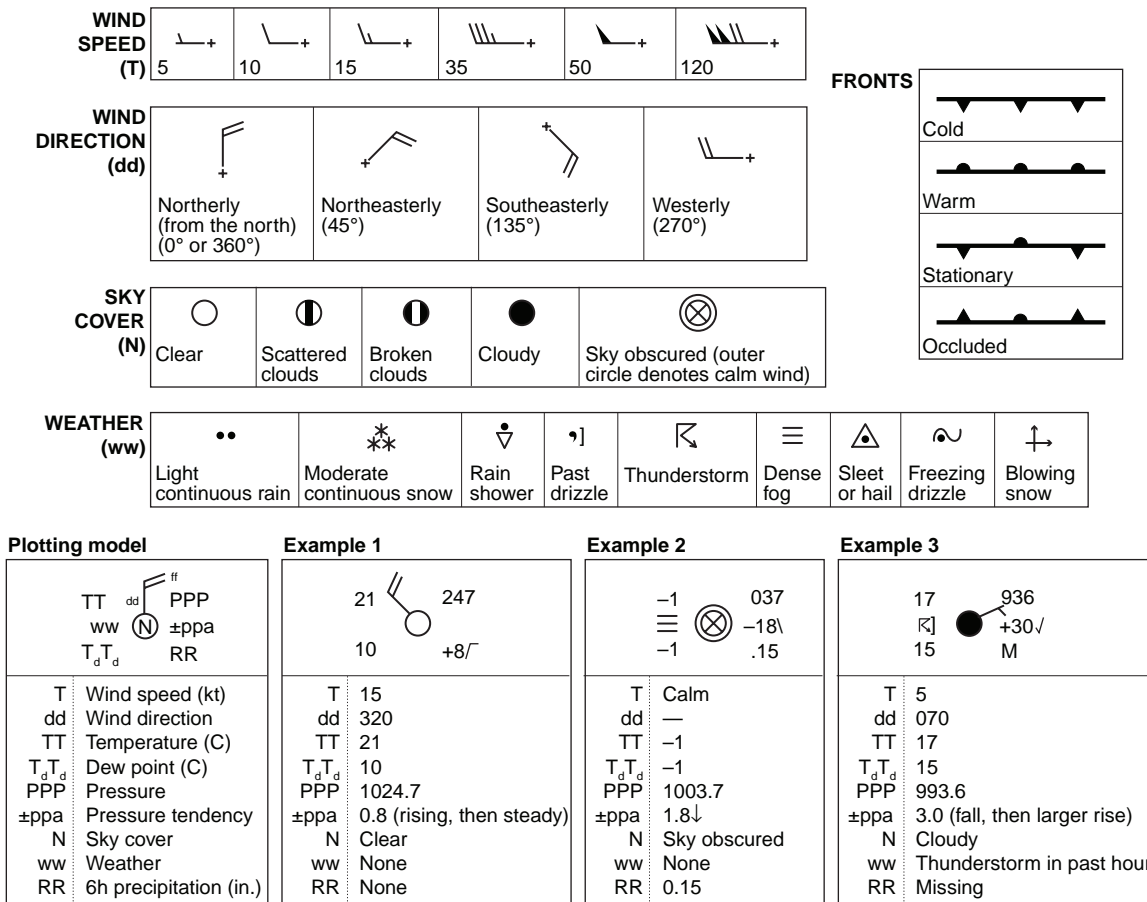 WIND
SPEED
(T)
5
10
15
35
50
120
FRONTS
Cold
Warm
Stationary
Occluded
WIND
DIRECTION
(dd)
Northerly
(from the north)
(0° or 360°)
Northeasterly
(45°)
Southeasterly
(135°)
Westerly
(270°)
SKY
COVER
(N)
Clear
Scattered
clouds
Broken
clouds
Cloudy
Sky obscured (outer
circle denotes calm wind)
WEATHER
(ww)
Light
continuous rain
Moderate
continuous snow
Rain
shower
Past
drizzle
Thunderstorm
Dense
fog
Sleet
or hail
Freezing
drizzle
Blowing
snow
Plotting model
ff
TT dd PPP
ww N ±ppa
TdTd RR
T Wind speed (kt)
dd Wind direction
TT Temperature (C)
TdTd Dew point (C)
PPP Pressure
±ppa Pressure tendency
N Sky cover
ww Weather
RR 6h precipitation (in.)
Example 1
21 247
10 +8/
T 15
dd 320
TT 21
TdTd 10
PPP 1024.7
±ppa 0.8 (rising, then steady)
N Clear
ww None
RR None
Example 2
–1 037
–18\
–1 .15
T Calm
dd —
TT –1
TdTd –1
PPP 1003.7
±ppa 1.8↓
N Sky obscured
ww None
RR 0.15
Example 3
17 936
] +30√
15 M
T 5
dd 070
TT 17
TdTd 15
PPP 993.6
±ppa 3.0 (fall, then larger rise)
N Cloudy
ww Thunderstorm in past hour
RR Missing